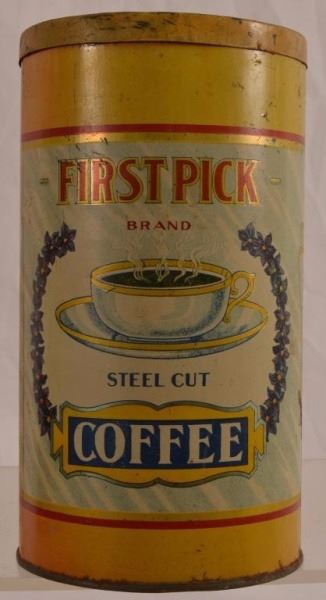 FIRST PICK
BRAND
STEEL CUT
COFFEE